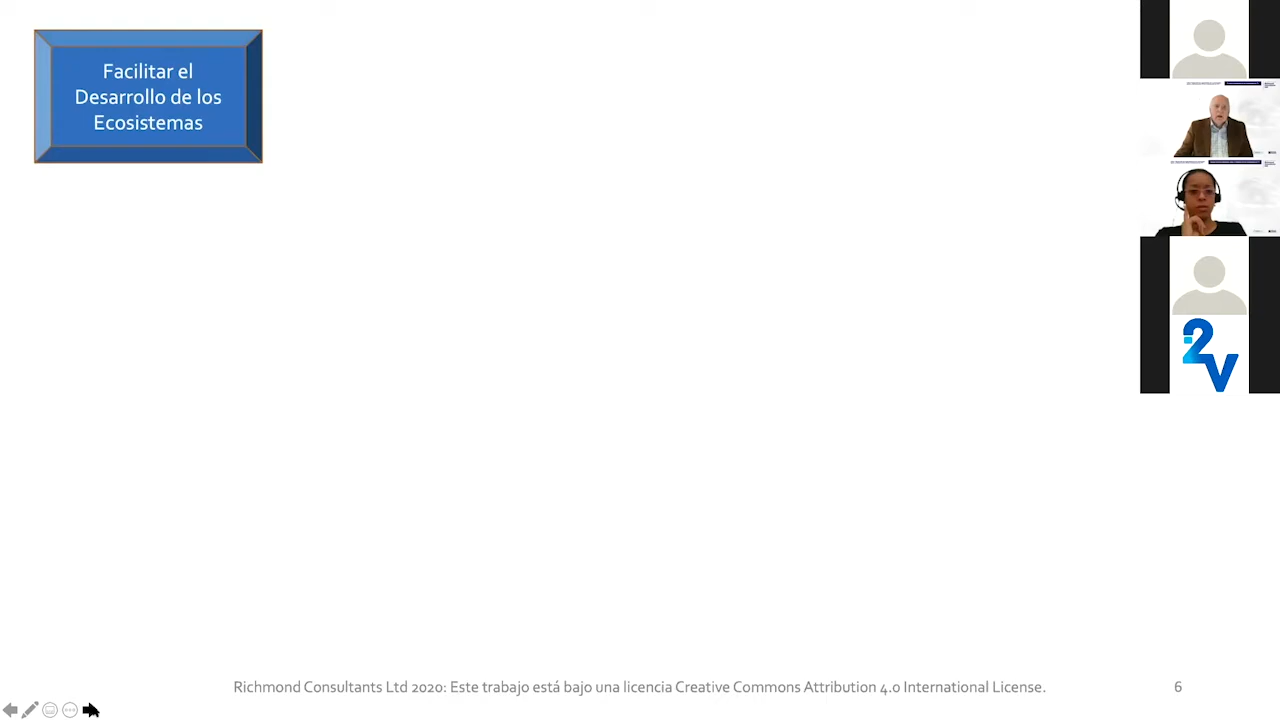 Facilitar el
Desarrollo de los
Ecosistemas
2
V
Richmond Consultants Ltd 2020: Este trabajo está bajo una licencia Creative Commons Attribution 4.0 International License.
6